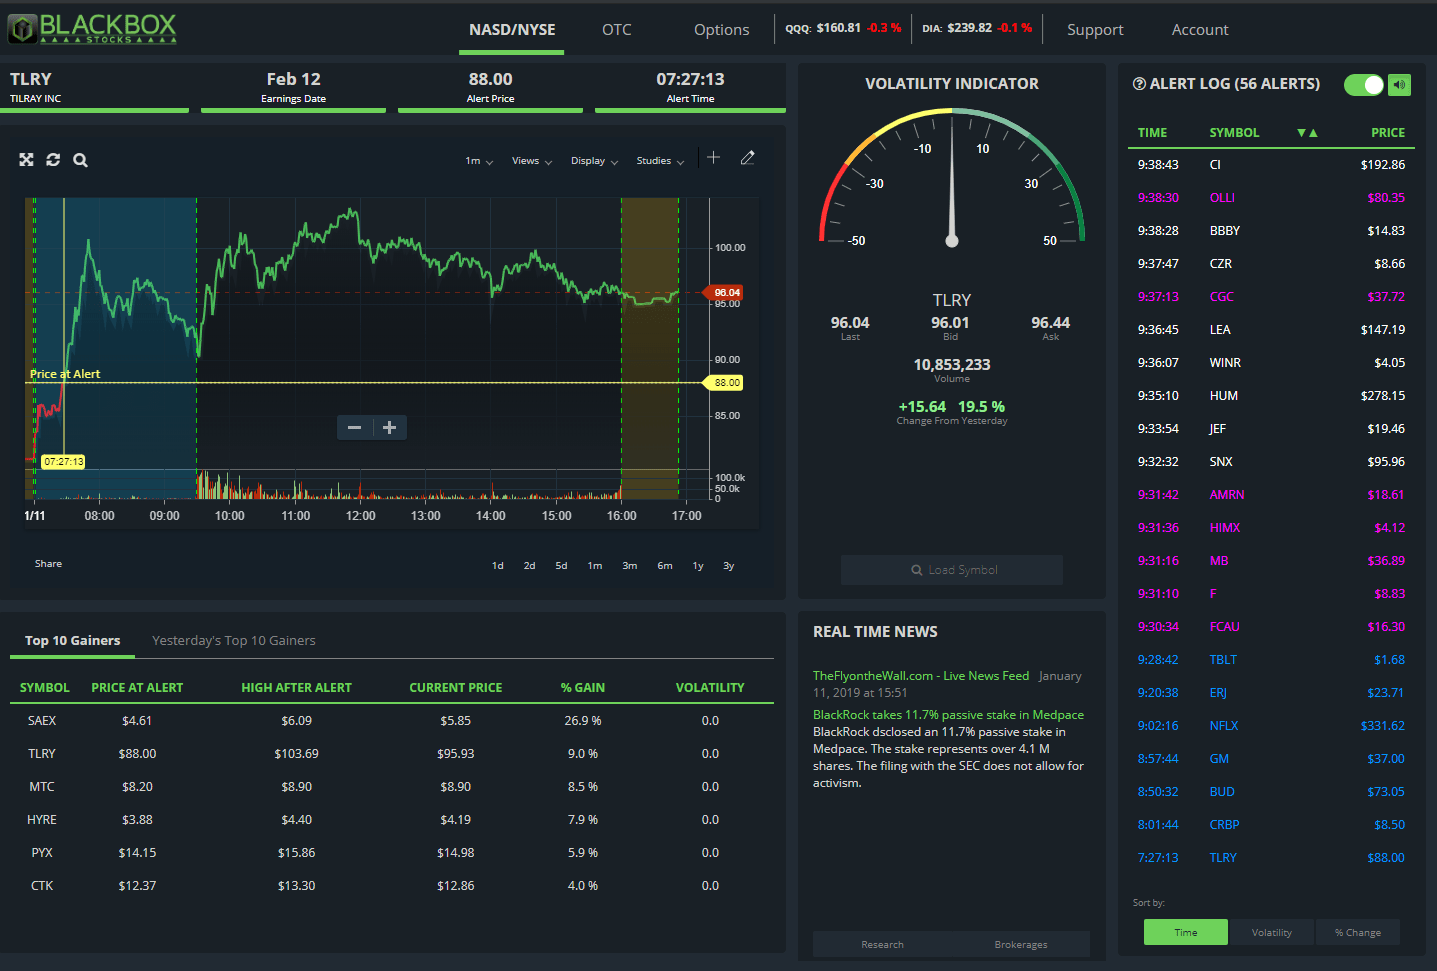 BLACKBOX
STOCKS
NASD/NYSE
OTC
Options
QQQ: $160.81 -0.3 %
DIA: $239.82 -0.1 %
Support
Account
TLRY
TILRAY INC
Feb 12
Earnings Date
88.00
Alert Price
07:27:13
Alert Time
1m
Views
Display
Studies
100.00
96.04
95.00
90.00
Price at Alert
88.00
85.00
07:27:13
100.0k
50.0k
0
1/11 08:00 09:00 10:00 11:00 12:00 13:00 14:00 15:00 16:00 17:00
Share
1d 2d 5d 1m 3m 6m 1y 3y
Top 10 Gainers
Yesterday's Top 10 Gainers
SYMBOL PRICE AT ALERT HIGH AFTER ALERT CURRENT PRICE % GAIN VOLATILITY
SAEX $4.61 $6.09 $5.85 26.9 % 0.0
TLRY $88.00 $103.69 $95.93 9.0 % 0.0
MTC $8.20 $8.90 $8.90 8.5 % 0.0
HYRE $3.88 $4.40 $4.19 7.9 % 0.0
PYX $14.15 $15.86 $14.98 5.9 % 0.0
CTK $12.37 $13.30 $12.86 4.0 % 0.0
VOLATILITY INDICATOR
-10 10
-30 30
-50 50
TLRY
96.04 96.01 96.44
Last Bid Ask
10,853,233
Volume
+15.64 19.5 %
Change From Yesterday
Load Symbol
REAL TIME NEWS
TheFlyontheWall.com - Live News Feed January
11, 2019 at 15:51
BlackRock takes 11.7% passive stake in Medpace
BlackRock dsclosed an 11.7% passive stake in
Medpace. The stake represents over 4.1 M
shares. The filing with the SEC does not allow for
activism.
Research
Brokerages
ALERT LOG (56 ALERTS)
TIME SYMBOL ▼▲ PRICE
9:38:43 CI $192.86
9:38:30 OLLI $80.35
9:38:28 BBBY $14.83
9:37:47 CZR $8.66
9:37:13 CGC $37.72
9:36:45 LEA $147.19
9:36:07 WINR $4.05
9:35:10 HUM $278.15
9:33:54 JEF $19.46
9:32:32 SNX $95.96
9:31:42 AMRN $18.61
9:31:36 HIMX $4.12
9:31:16 MB $36.89
9:31:10 F $8.83
9:30:34 FCAU $16.30
9:28:42 TBLT $1.68
9:20:38 ERJ $23.71
9:02:16 NFLX $331.62
8:57:44 GM $37.00
8:50:32 BUD $73.05
8:01:44 CRBP $8.50
7:27:13 TLRY $88.00
Sort by:
Time
Volatility
% Change